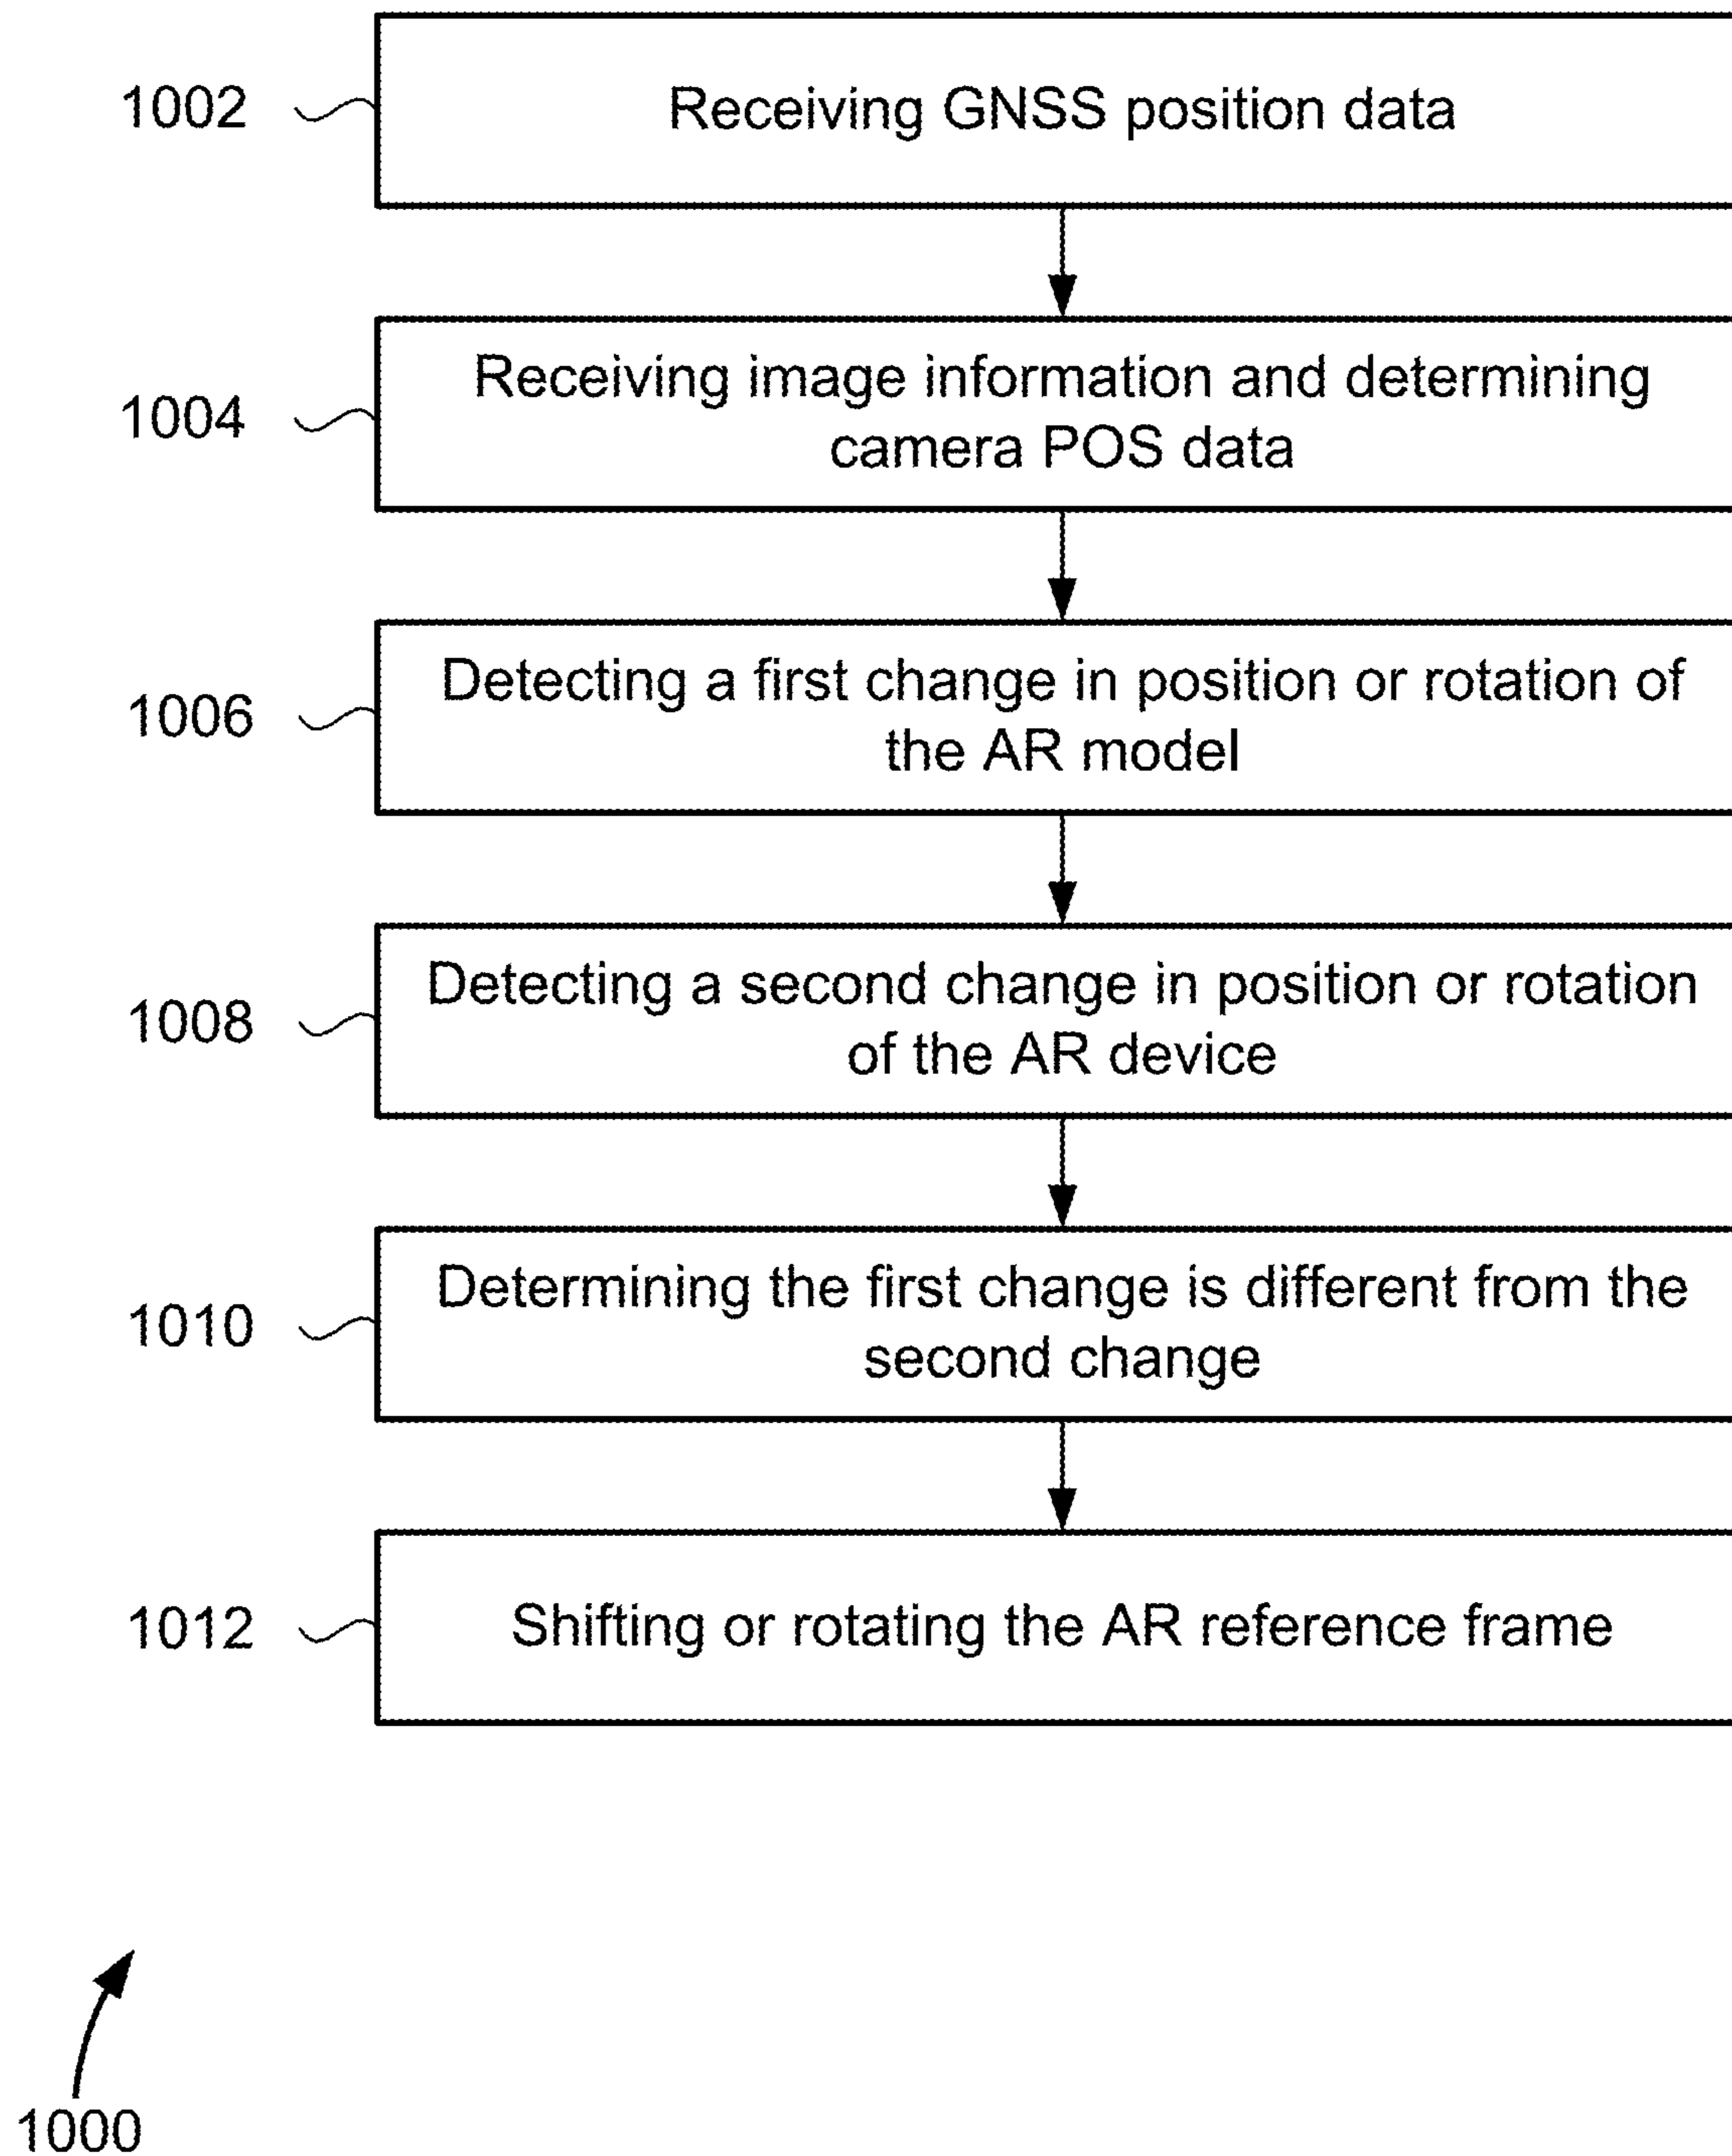 1002
Receiving GNSS position data
1004
Receiving image information and determining
camera POS data
1006
Detecting a first change in position or rotation of
the AR model
1008
Detecting a second change in position or rotation
of the AR device
1010
Determining the first change is different from the
second change
1012
Shifting or rotating the AR reference frame
1000